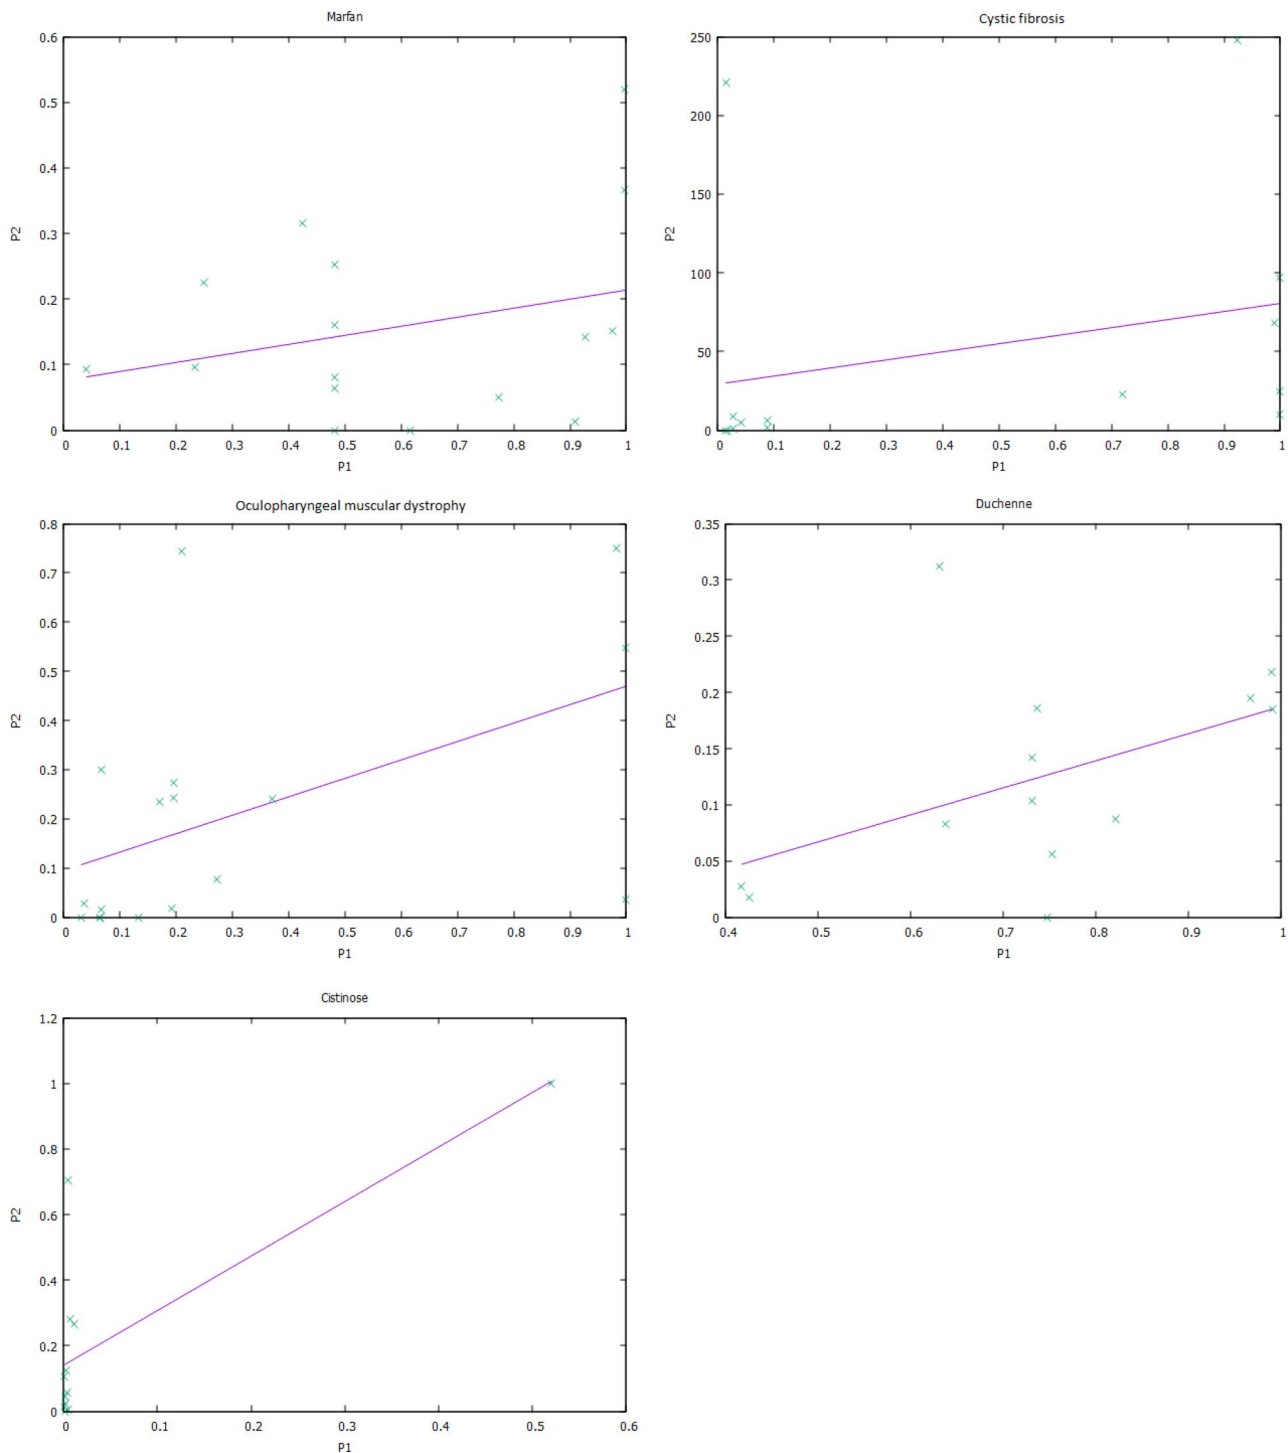 Marfan
0.6
0.5
0.4
0.3
0.2
0.1
0
P2
0 0.1 0.2 0.3 0.4 0.5 0.6 0.7 0.8 0.9 1
P1
Cystic fibrosis
250
200
150
100
50
0
P2
0 0.1 0.2 0.3 0.4 0.5 0.6 0.7 0.8 0.9 1
P1
Oculopharyngeal muscular dystrophy
0.8
0.7
0.6
0.5
0.4
0.3
0.2
0.1
0
P2
0 0.1 0.2 0.3 0.4 0.5 0.6 0.7 0.8 0.9 1
P1
Duchenne
0.35
0.3
0.25
0.2
0.15
0.1
0.05
0
P2
0.4 0.5 0.6 0.7 0.8 0.9 1
P1
Cistinose
1.2
1
0.8
0.6
0.4
0.2
0
P2
0 0.1 0.2 0.3 0.4 0.5 0.6
P1